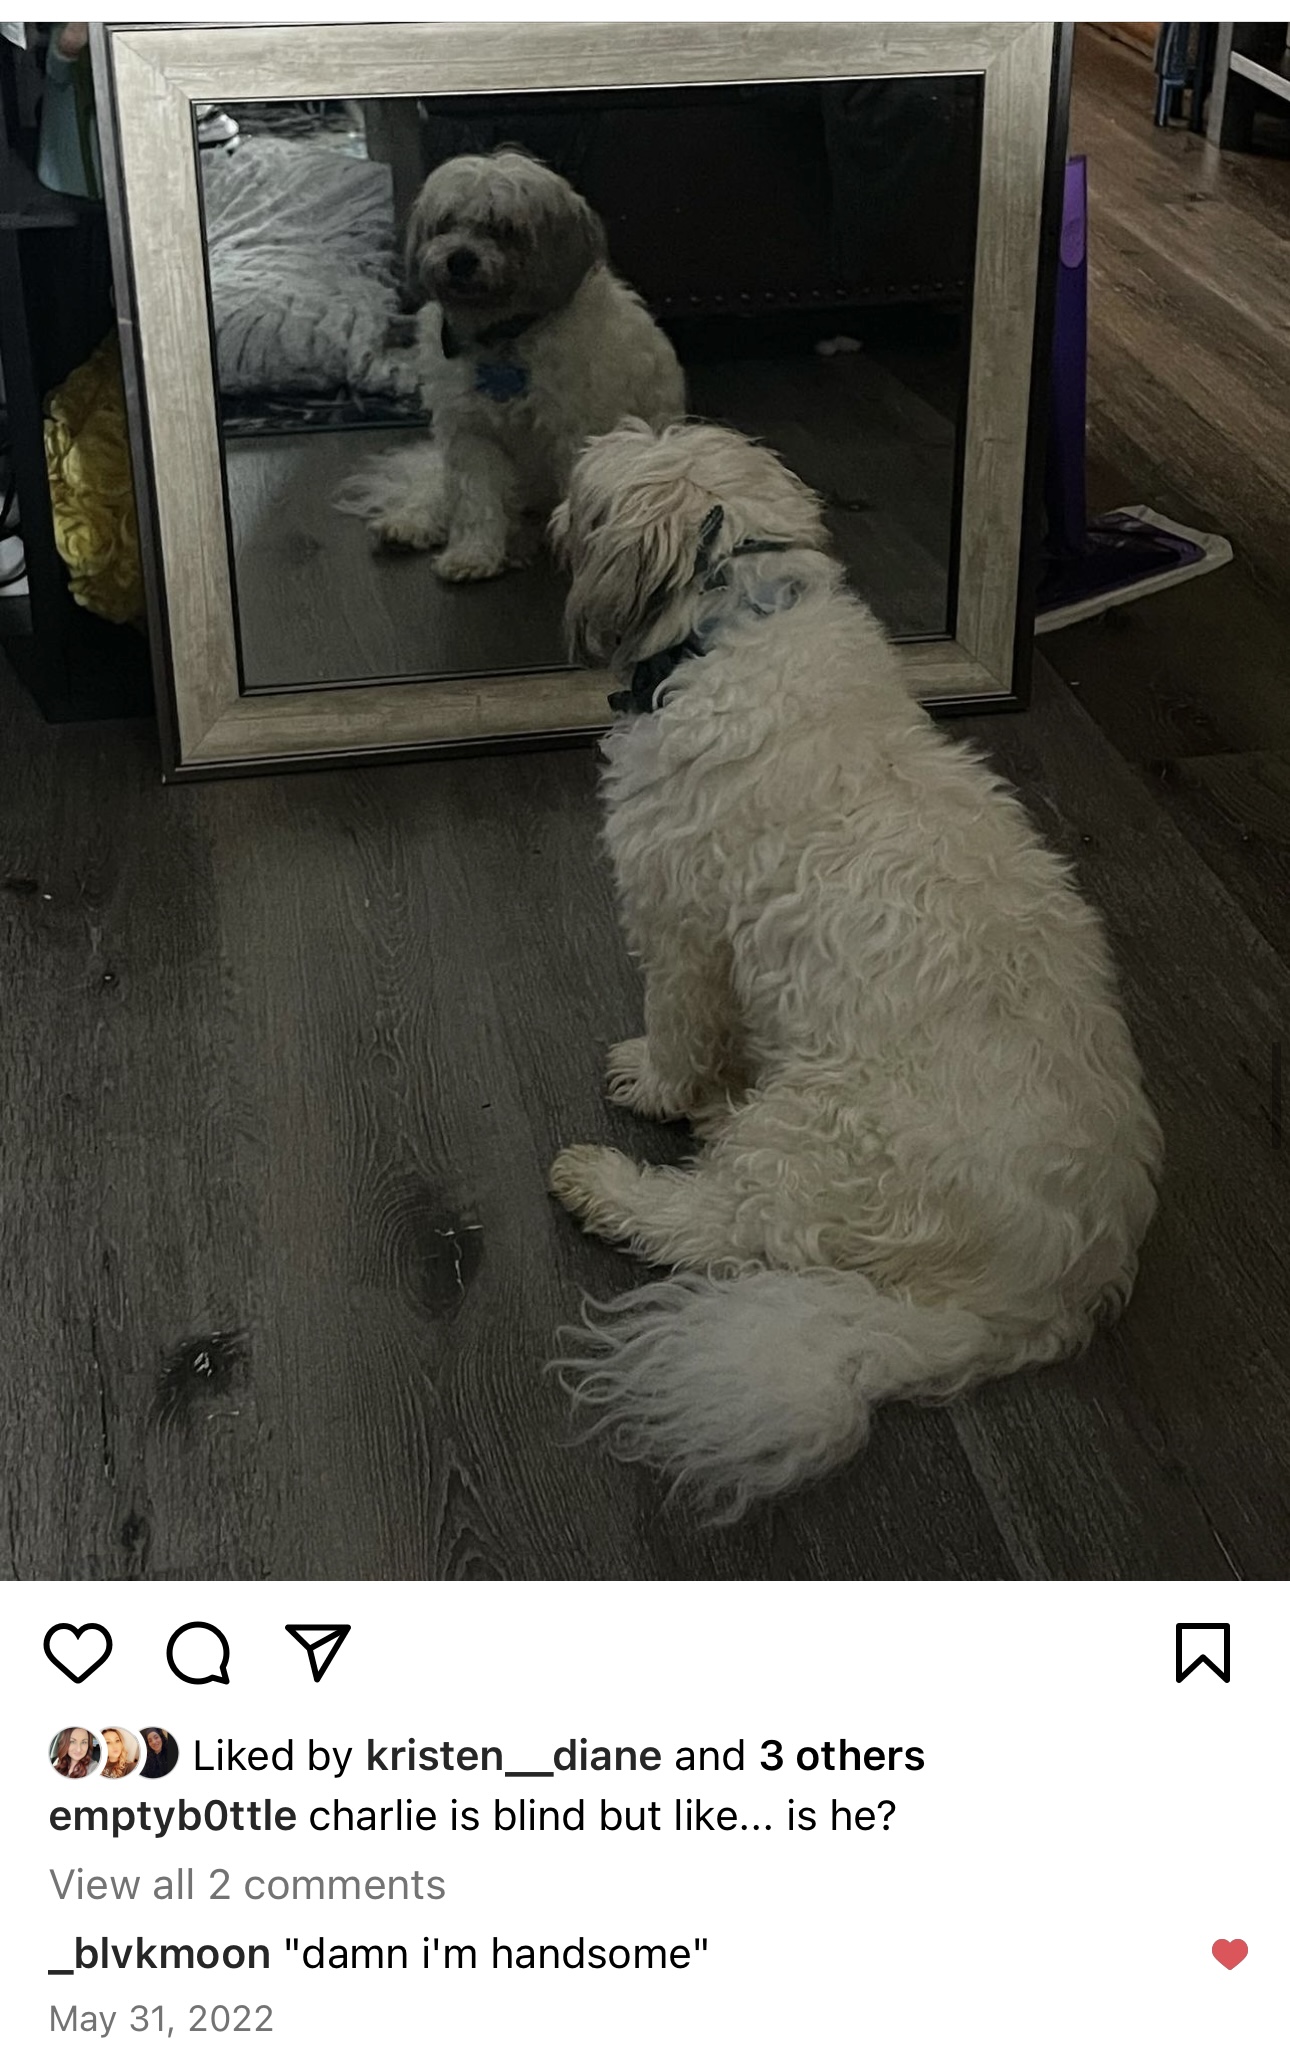 Liked by kristen__diane and 3 others
emptyb0ttle charlie is blind but like... is he?
View all 2 comments
_blvkmoon "damn i'm handsome"
May 31, 2022